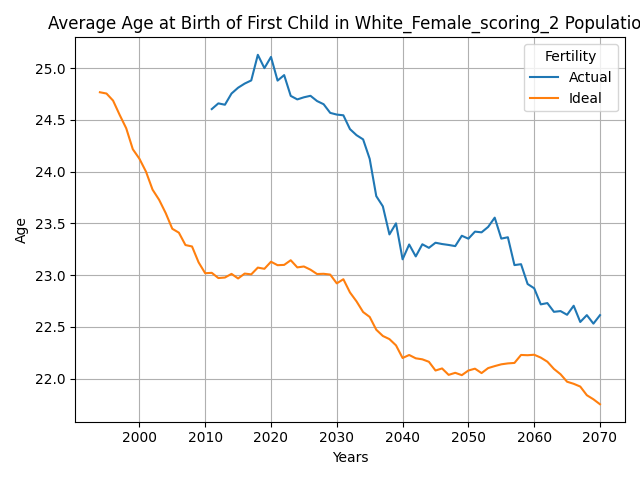 Average Age at Birth of First Child in White_Female_scoring_2 Populatio
Fertility
Actual
Ideal
25.0
24.5
24.0
23.5
23.0
22.5
22.0
Age
2000 2010 2020 2030 2040 2050 2060 2070
Years